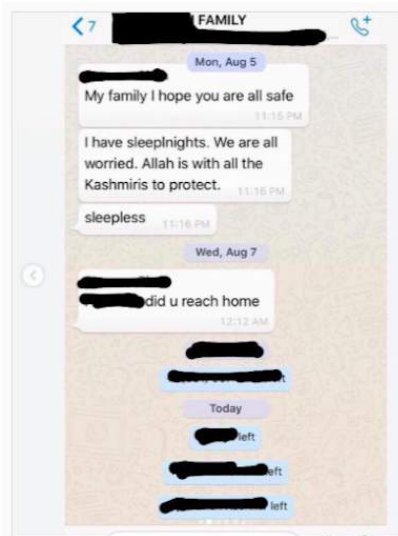 7
FAMILY
Mon, Aug 5
My family I hope you are all safe
11:15 PM
I have sleeplnights. We are all
worried. Allah is with all the
Kashmiris to protect.
11:16 PM
sleepless
11:16 PM
Wed, Aug 7
did u reach home
12:12 AM
Today
left
left
left